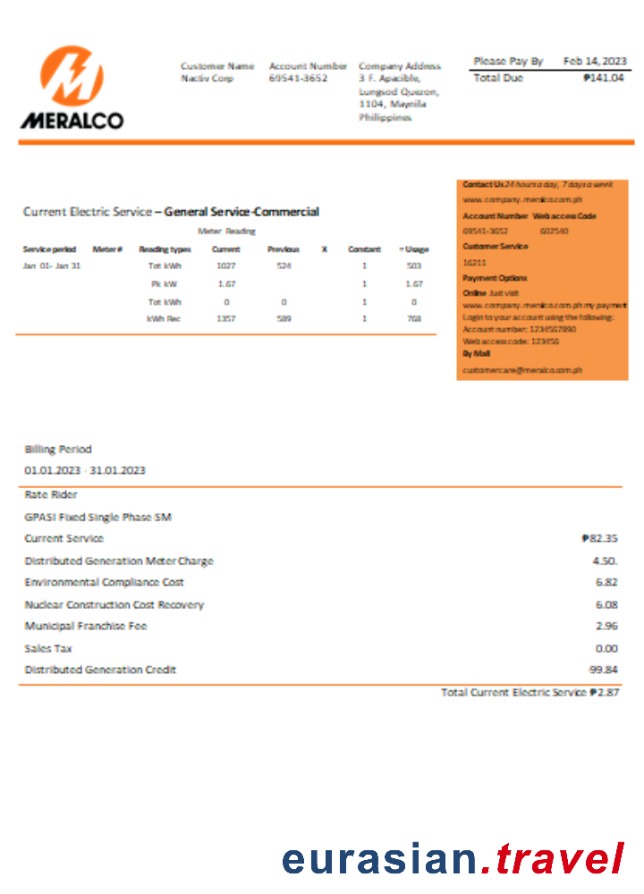 MERALCO
Customer Name Account Number Company Address
Nactiv Corp 69541-3652 3 F. Apacible,
Lungsod Quezon,
1104, Maynila
Philippines
Please Pay By Feb 14, 2023
Total Due ₱141.04
Current Electric Service – General Service-Commercial
Meter Reading
Service period Meter # Reading types Current Previous X Constant = Usage
Jan 01- Jan 31 Tot kWh 1027 524 1 503
Pk kW 1.67 1 1.67
Tot kWh 0 0 1 0
kWh Rec 1357 589 1 768
Contact Us 24 hours a day, 7 days a week
www.company.meralco.com.ph
Account Number Web access Code
69541-3652 602540
Customer Service
16211
Payment Options
Online Just visit
www.company.meralco.com.ph my payment
Login to your account using the following:
Account number: 1234567890
Web access code: 123456
By Mail
customercare@meralco.com.ph
Billing Period
01.01.2023 - 31.01.2023
Rate Rider
GPASI Fixed Single Phase SM
Current Service ₱82.35
Distributed Generation Meter Charge 4.50.
Environmental Compliance Cost 6.82
Nuclear Construction Cost Recovery 6.08
Municipal Franchise Fee 2.96
Sales Tax 0.00
Distributed Generation Credit -99.84
Total Current Electric Service ₱2.87
eurasian.travel